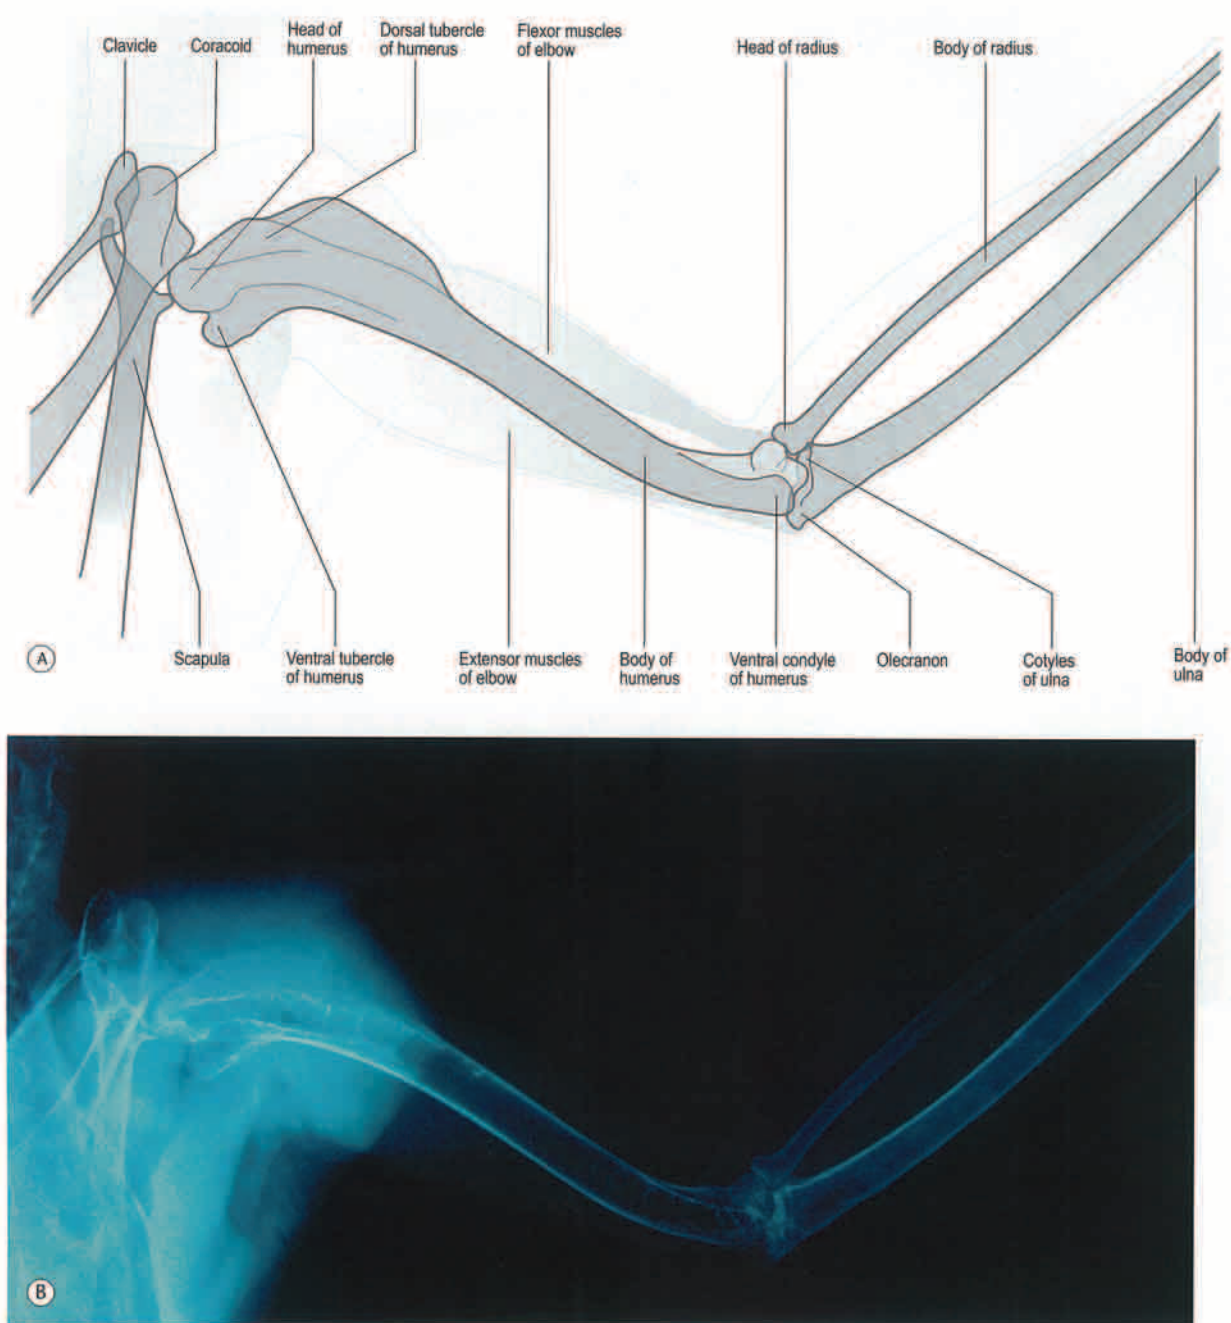 Clavicle
Coracoid
Head of
humerus
Dorsal tubercle
of humerus
Flexor muscles
of elbow
Head of radius
Body of radius
A
Scapula
Ventral tubercle
of humerus
Extensor muscles
of elbow
Body of
humerus
Ventral condyle
of humerus
Olecranon
Cotyles
of ulna
Body of
ulna
B